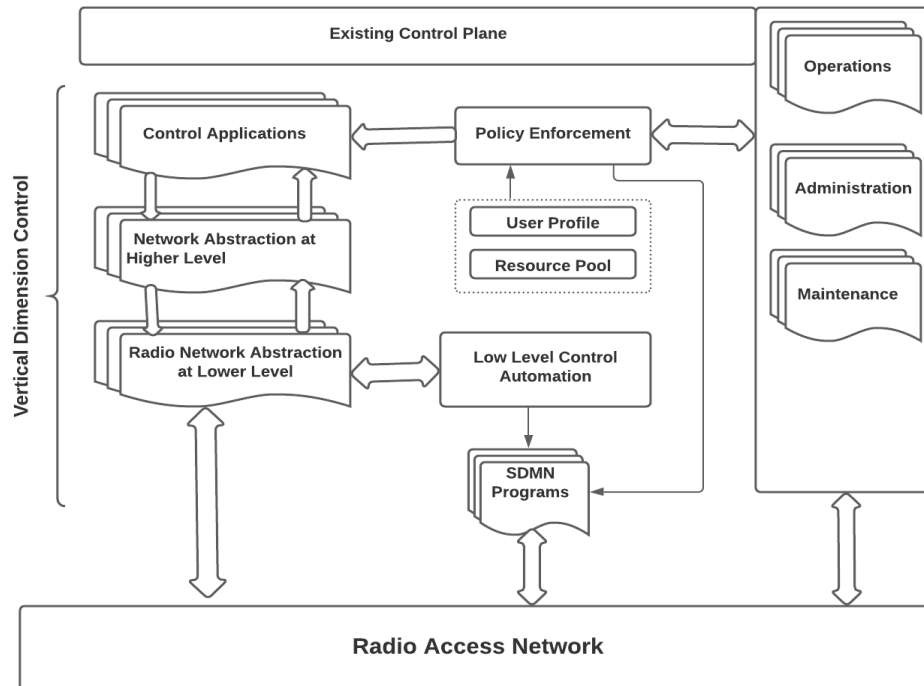 Existing Control Plane
Operations
Administration
Maintenance
Vertical Dimension Control
Control Applications
Policy Enforcement
User Profile
Resource Pool
Network Abstraction at
Higher Level
Radio Network Abstraction
at Lower Level
Low Level Control
Automation
SDMN
Programs
Radio Access Network